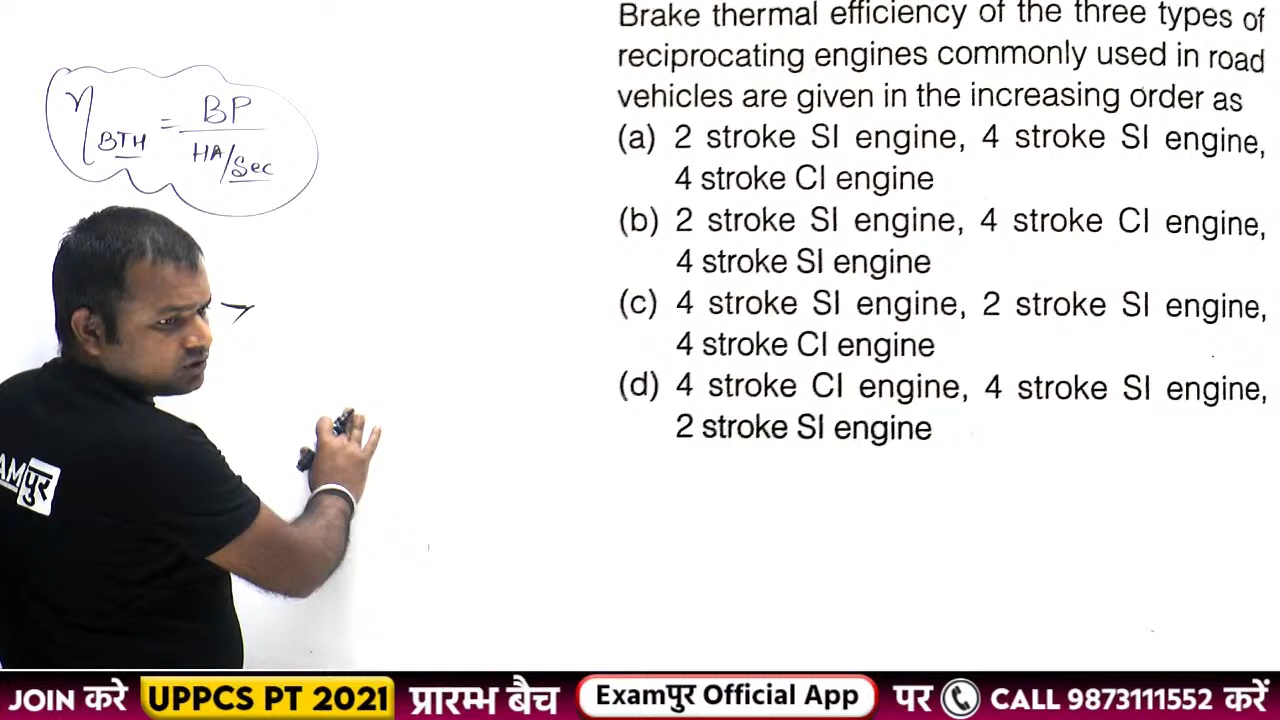 Brake thermal efficiency of the three types of
reciprocating engines commonly used in road
vehicles are given in the increasing order as
(a) 2 stroke SI engine, 4 stroke SI engine,
4 stroke CI engine
(b) 2 stroke SI engine, 4 stroke CI engine,
4 stroke SI engine
(c) 4 stroke SI engine, 2 stroke SI engine,
4 stroke CI engine
(d) 4 stroke CI engine, 4 stroke SI engine,
2 stroke SI engine
η BTH = BP
HA/Sec
AMपुर
JOIN करे UPPCS PT 2021 प्रारम्भ बैच Examपुर Official App पर CALL 9873111552 करें